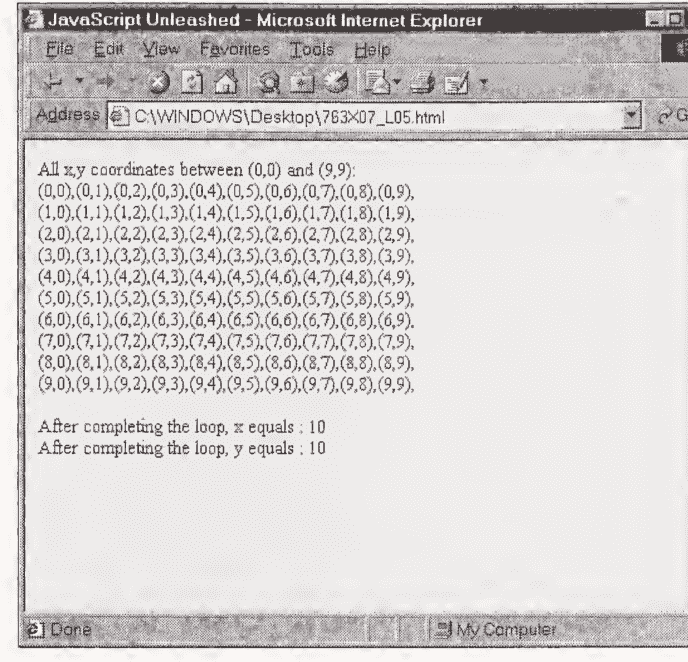 JavaScript Unleashed - Microsoft Internet Explorer
File Edit View Favorites Tools Help
Address C:\WINDOWS\Desktop\763X07_L05.html G
All x,y coordinates between (0,0) and (9,9):
(0,0),(0,1),(0,2),(0,3),(0,4),(0,5),(0,6),(0,7),(0,8),(0,9),
(1,0),(1,1),(1,2),(1,3),(1,4),(1,5),(1,6),(1,7),(1,8),(1,9),
(2,0),(2,1),(2,2),(2,3),(2,4),(2,5),(2,6),(2,7),(2,8),(2,9),
(3,0),(3,1),(3,2),(3,3),(3,4),(3,5),(3,6),(3,7),(3,8),(3,9),
(4,0),(4,1),(4,2),(4,3),(4,4),(4,5),(4,6),(4,7),(4,8),(4,9),
(5,0),(5,1),(5,2),(5,3),(5,4),(5,5),(5,6),(5,7),(5,8),(5,9),
(6,0),(6,1),(6,2),(6,3),(6,4),(6,5),(6,6),(6,7),(6,8),(6,9),
(7,0),(7,1),(7,2),(7,3),(7,4),(7,5),(7,6),(7,7),(7,8),(7,9),
(8,0),(8,1),(8,2),(8,3),(8,4),(8,5),(8,6),(8,7),(8,8),(8,9),
(9,0),(9,1),(9,2),(9,3),(9,4),(9,5),(9,6),(9,7),(9,8),(9,9),
After completing the loop, x equals : 10
After completing the loop, y equals : 10
Done My Computer